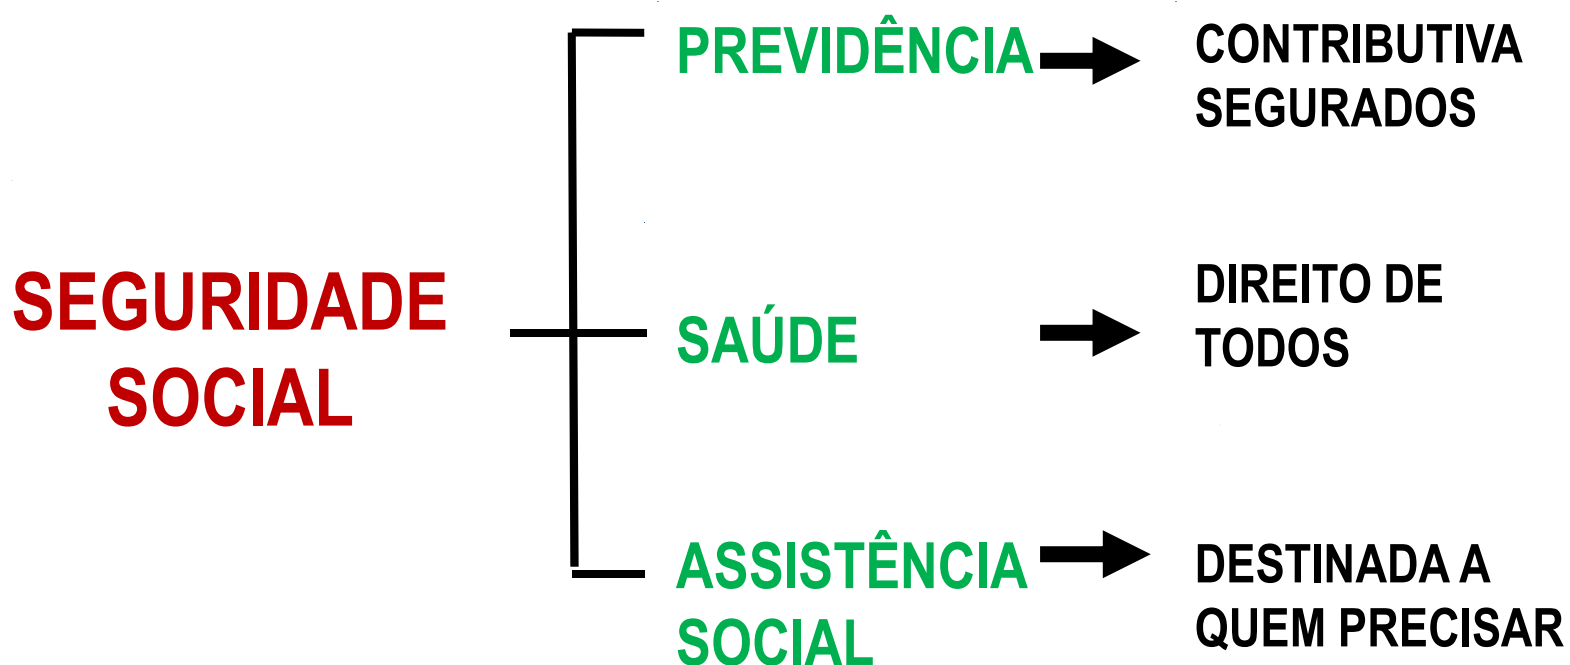 SEGURIDADE
SOCIAL
PREVIDÊNCIA
CONTRIBUTIVA
SEGURADOS
SAÚDE
DIREITO DE
TODOS
ASSISTÊNCIA
SOCIAL
DESTINADA A
QUEM PRECISAR